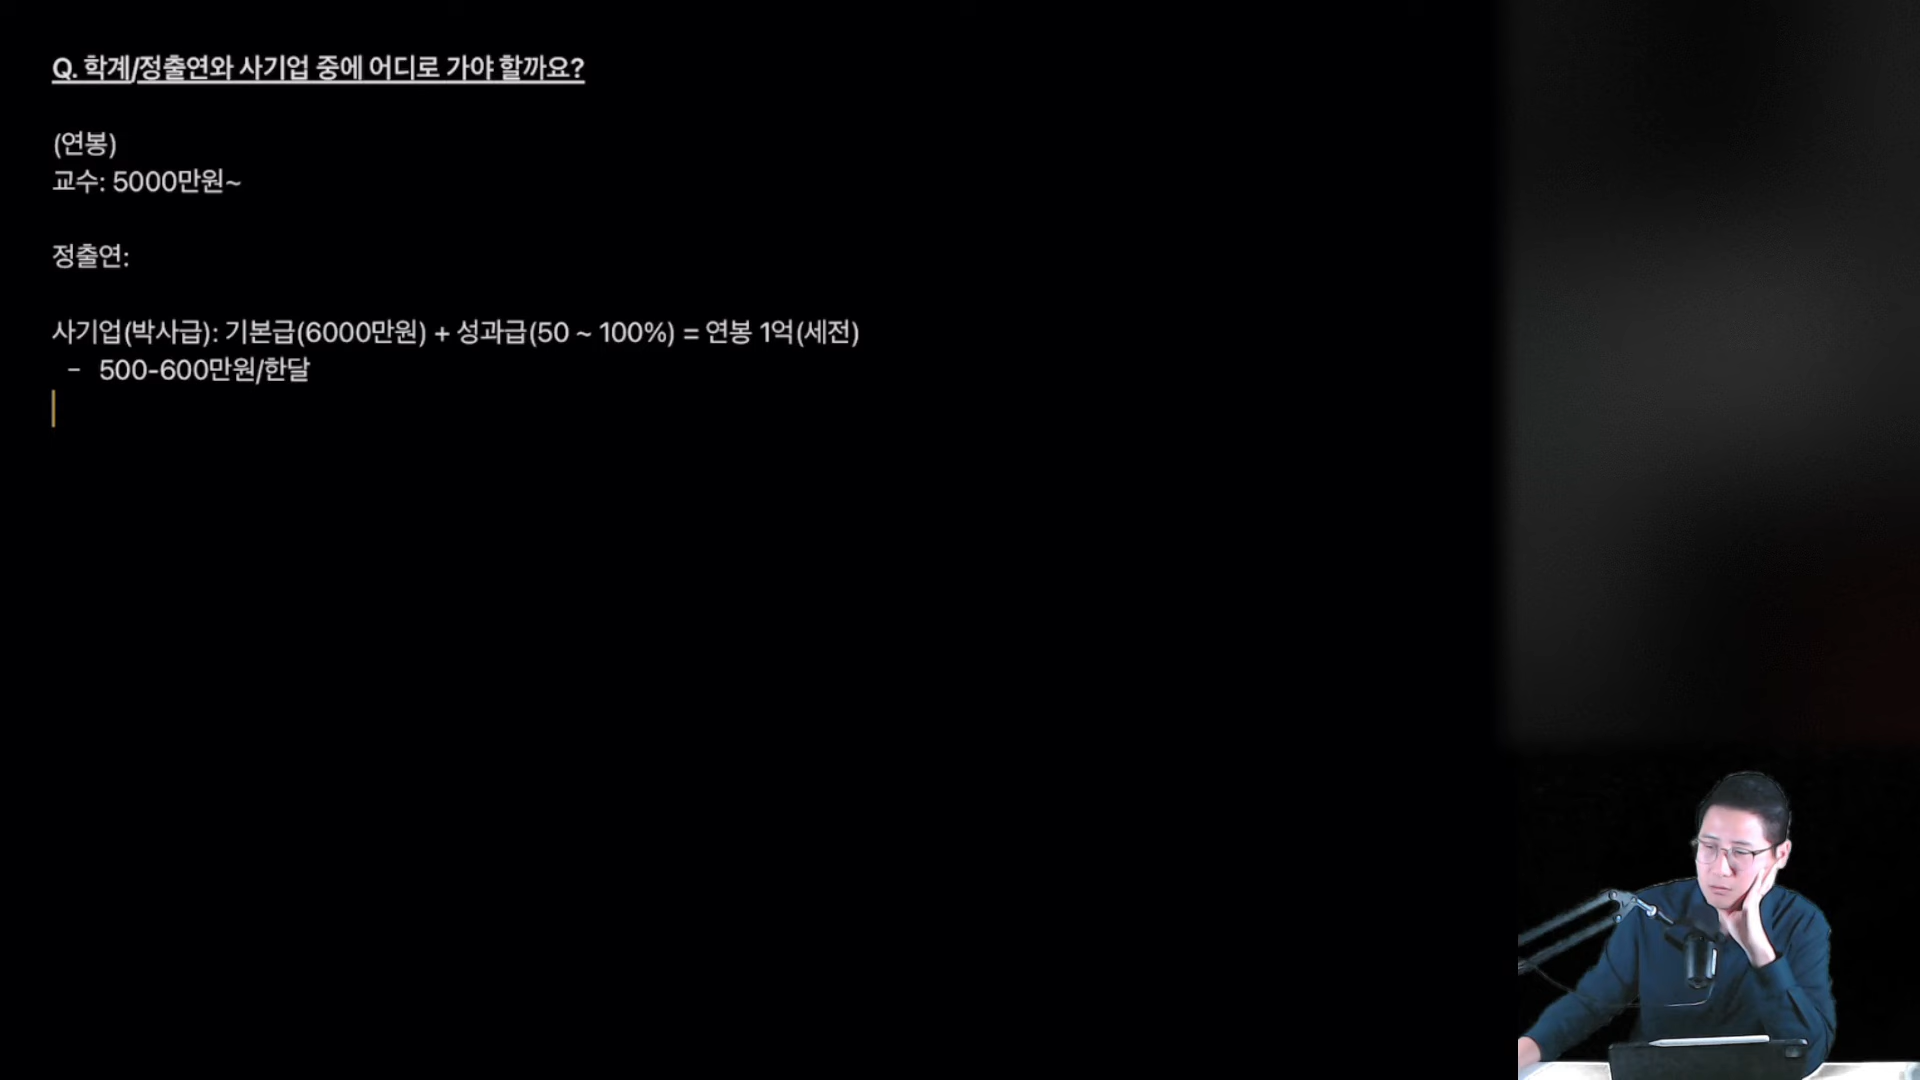 Q. 학계/정출연와 사기업 중에 어디로 가야 할까요?
(연봉)
교수: 5000만원~
정출연:
사기업(박사급): 기본급(6000만원) + 성과급(50 ~ 100%) = 연봉 1억(세전)
- 500-600만원/한달